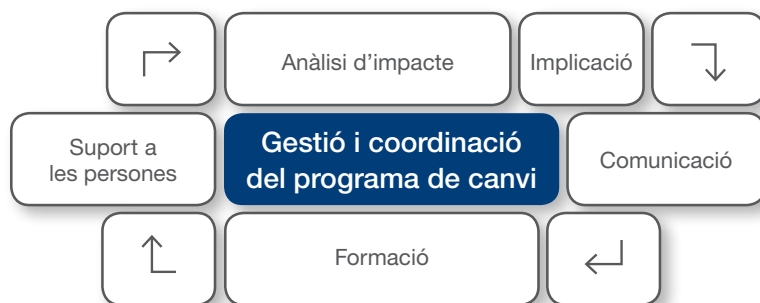 Anàlisi d’impacte
Implicació
Suport a
les persones
Gestió i coordinació
del programa de canvi
Comunicació
Formació